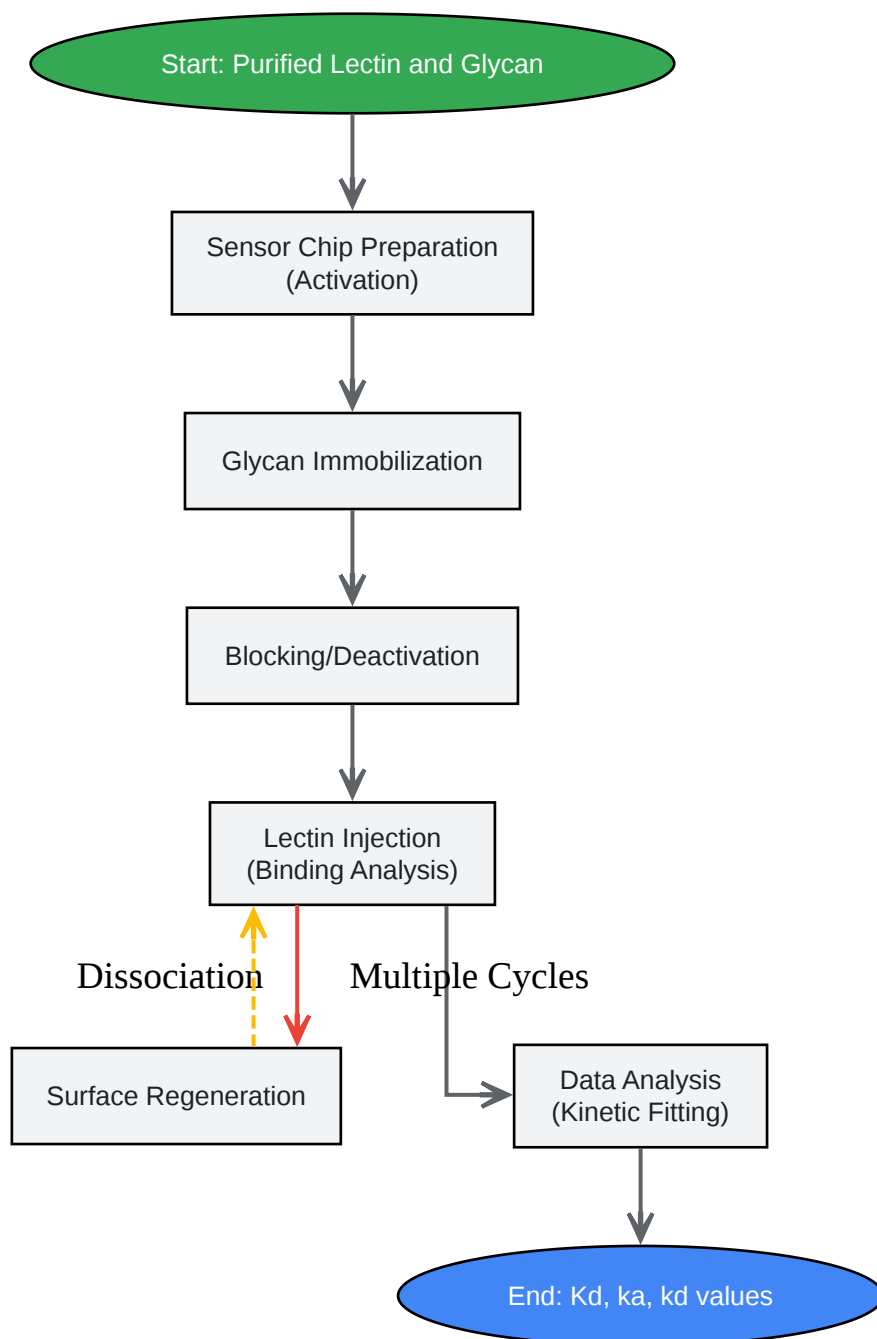 Start: Purified Lectin and Glycan
Sensor Chip Preparation
(Activation)
Glycan Immobilization
Blocking/Deactivation
Lectin Injection
(Binding Analysis)
Dissociation
Multiple Cycles
Surface Regeneration
Data Analysis
(Kinetic Fitting)
End: Kd, ka, kd values